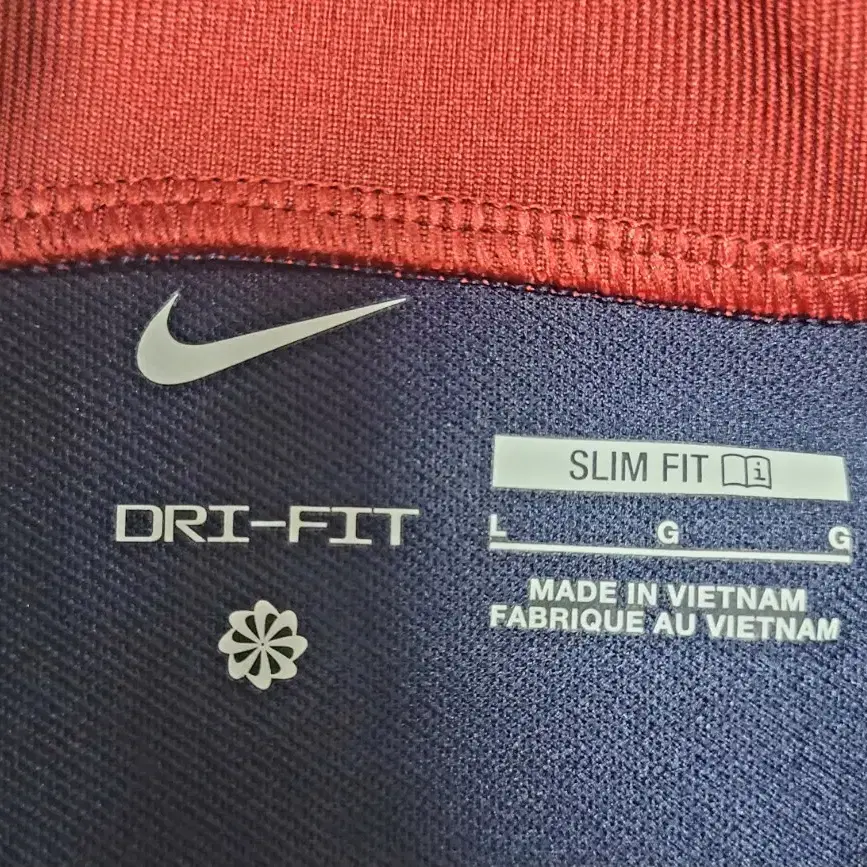 DRI-FIT
SLIM FIT
L G G
MADE IN VIETNAM
FABRIQUE AU VIETNAM